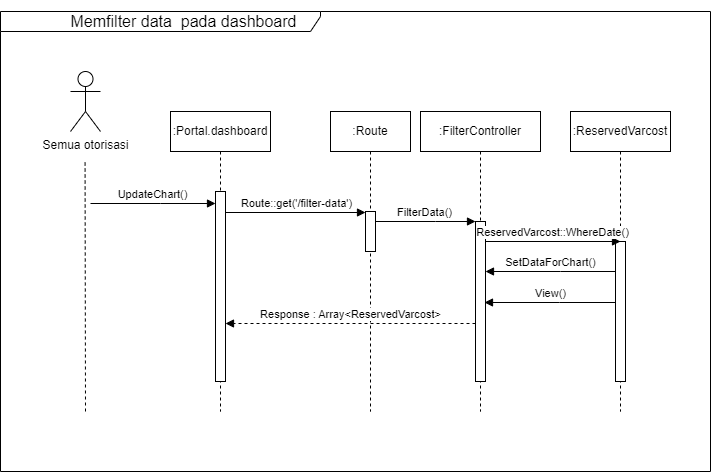 Memfilter data pada dashboard
Semua otorisasi
:Portal.dashboard
:Route
:FilterController
:ReservedVarcost
UpdateChart()
Route::get('/filter-data')
FilterData()
ReservedVarcost::WhereDate()
SetDataForChart()
View()
Response : Array<ReservedVarcost>